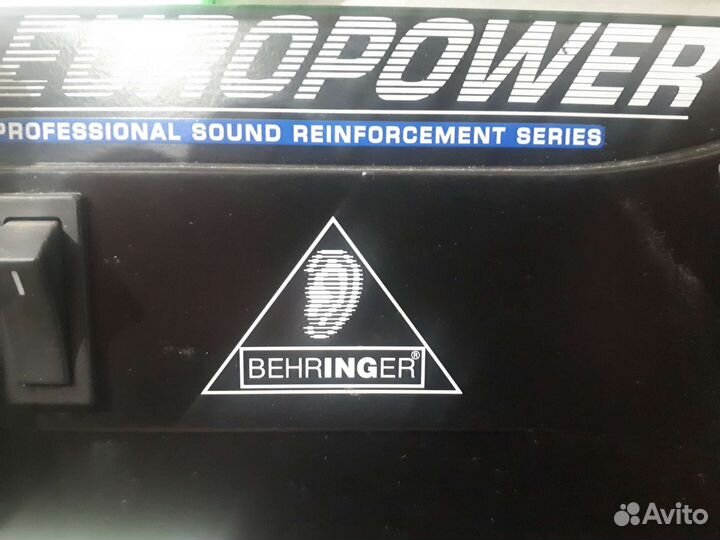 EUROPOWER
PROFESSIONAL SOUND REINFORCEMENT SERIES
BEHRINGER®
Avito